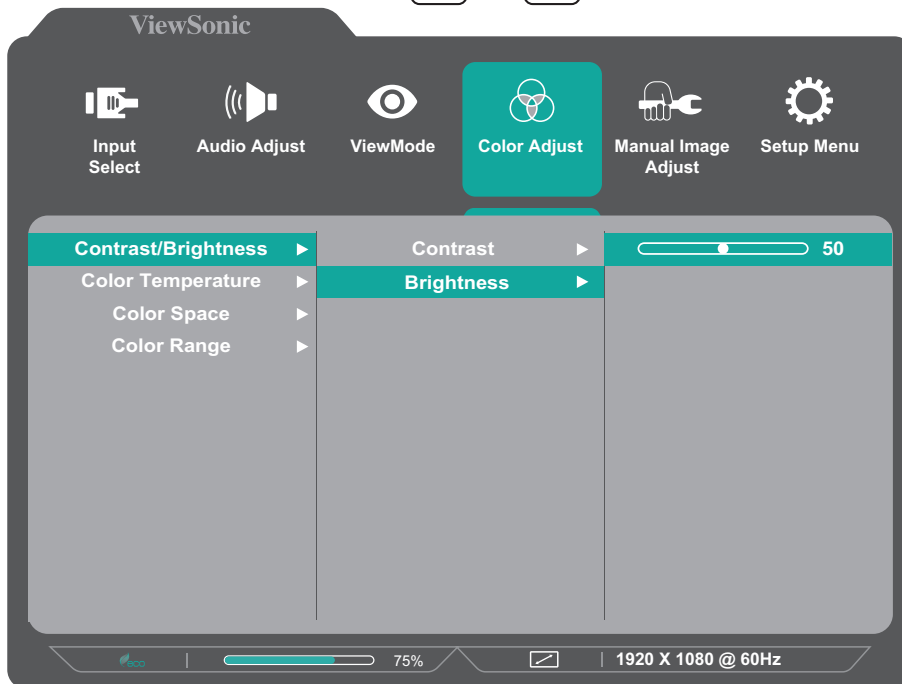 ViewSonic
Input
Select
Audio Adjust
ViewMode
Color Adjust
Manual Image
Adjust
Setup Menu
Contrast/Brightness
Contrast
50
Color Temperature
Brightness
Color Space
Color Range
eco
75%
1920 X 1080 @ 60Hz